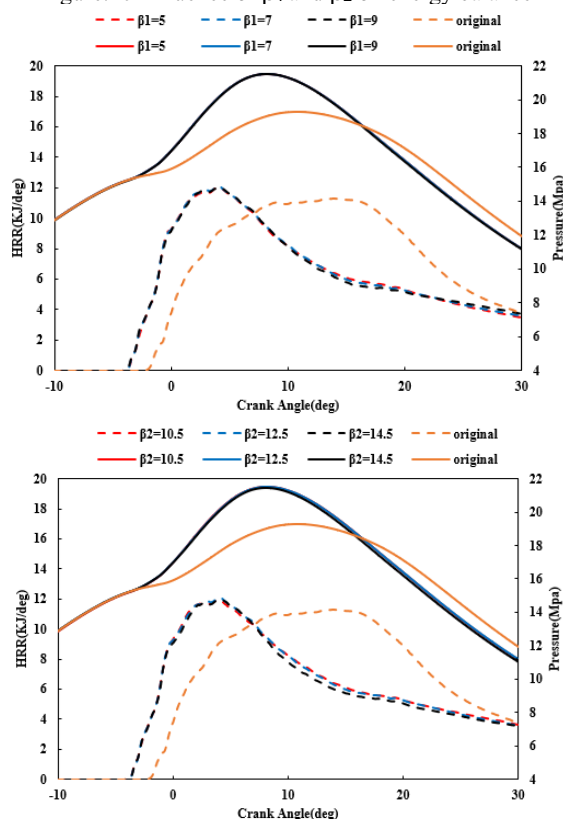 β1=5 β1=7 β1=9 original
β1=5 β1=7 β1=9 original
20 22
18 20
16 18
14 16
12 14
10 12
8 10
6 8
4 6
2 4
0
HRR(KJ/deg)
Pressure(Mpa)
-10 0 10 20 30
Crank Angle(deg)
β2=10.5 β2=12.5 β2=14.5 original
β2=10.5 β2=12.5 β2=14.5 original
20 22
18 20
16 18
14 16
12 14
10 12
8 10
6 8
4 6
2 4
0
HRR(KJ/deg)
Pressure(Mpa)
-10 0 10 20 30
Crank Angle(deg)